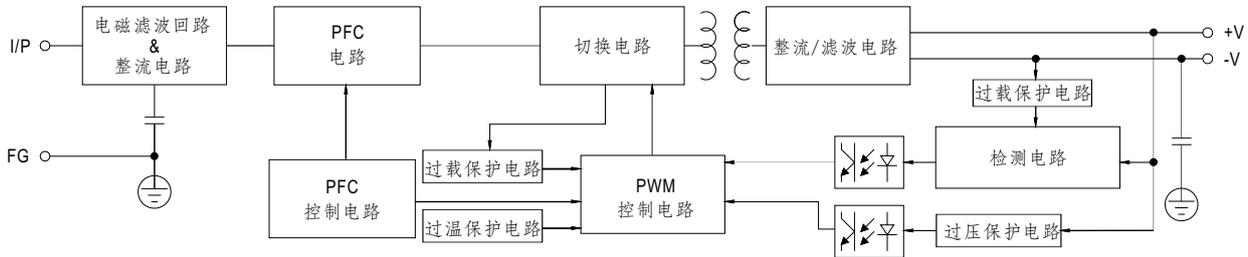 I/P
电磁滤波回路
&
整流电路
PFC
电路
切换电路
整流/滤波电路
+V
-V
过载保护电路
FG
过载保护电路
PFC
控制电路
过温保护电路
PWM
控制电路
检测电路
过压保护电路